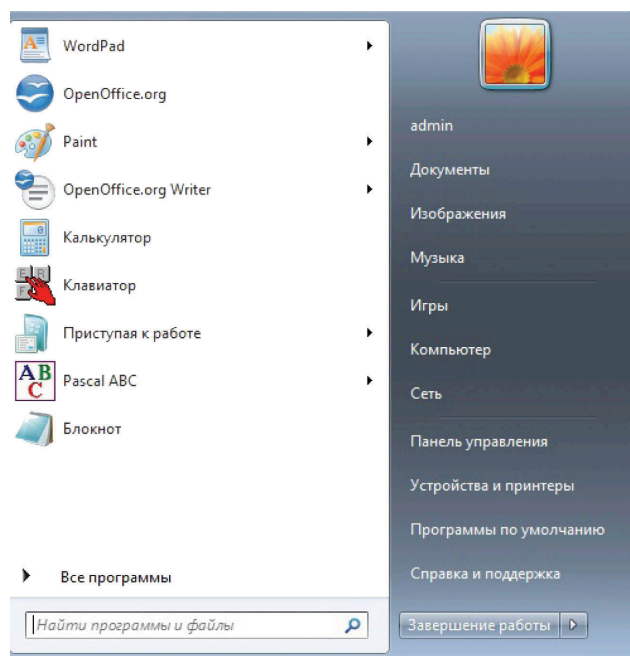 WordPad
OpenOffice.org
Paint
OpenOffice.org Writer
Калькулятор
Клавиатор
Приступая к работе
Pascal ABC
Блокнот
Все программы
Найти программы и файлы
admin
Документы
Изображения
Музыка
Игры
Компьютер
Сеть
Панель управления
Устройства и принтеры
Программы по умолчанию
Справка и поддержка
Завершение работы